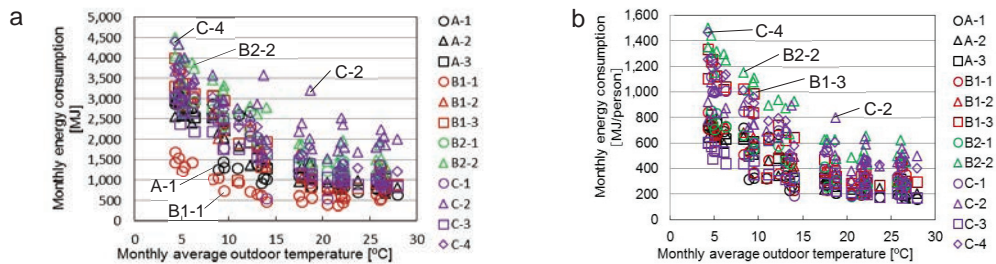 a
Monthly energy consumption
[MJ]
5,000
4,500
4,000
3,500
3,000
2,500
2,000
1,500
1,000
500
0
0 5 10 15 20 25 30
Monthly average outdoor temperature [°C]
C-4
B2-2
C-2
A-1
B1-1
A-1
A-2
A-3
B1-1
B1-2
B1-3
B2-1
B2-2
C-1
C-2
C-3
C-4
b
Monthly energy consumption
[MJ/person]
1,600
1,400
1,200
1,000
800
600
400
200
0
0 5 10 15 20 25 30
Monthly average outdoor temperature [°C]
C-4
B2-2
B1-3
C-2
A-1
A-2
A-3
B1-1
B1-2
B1-3
B2-1
B2-2
C-1
C-2
C-3
C-4